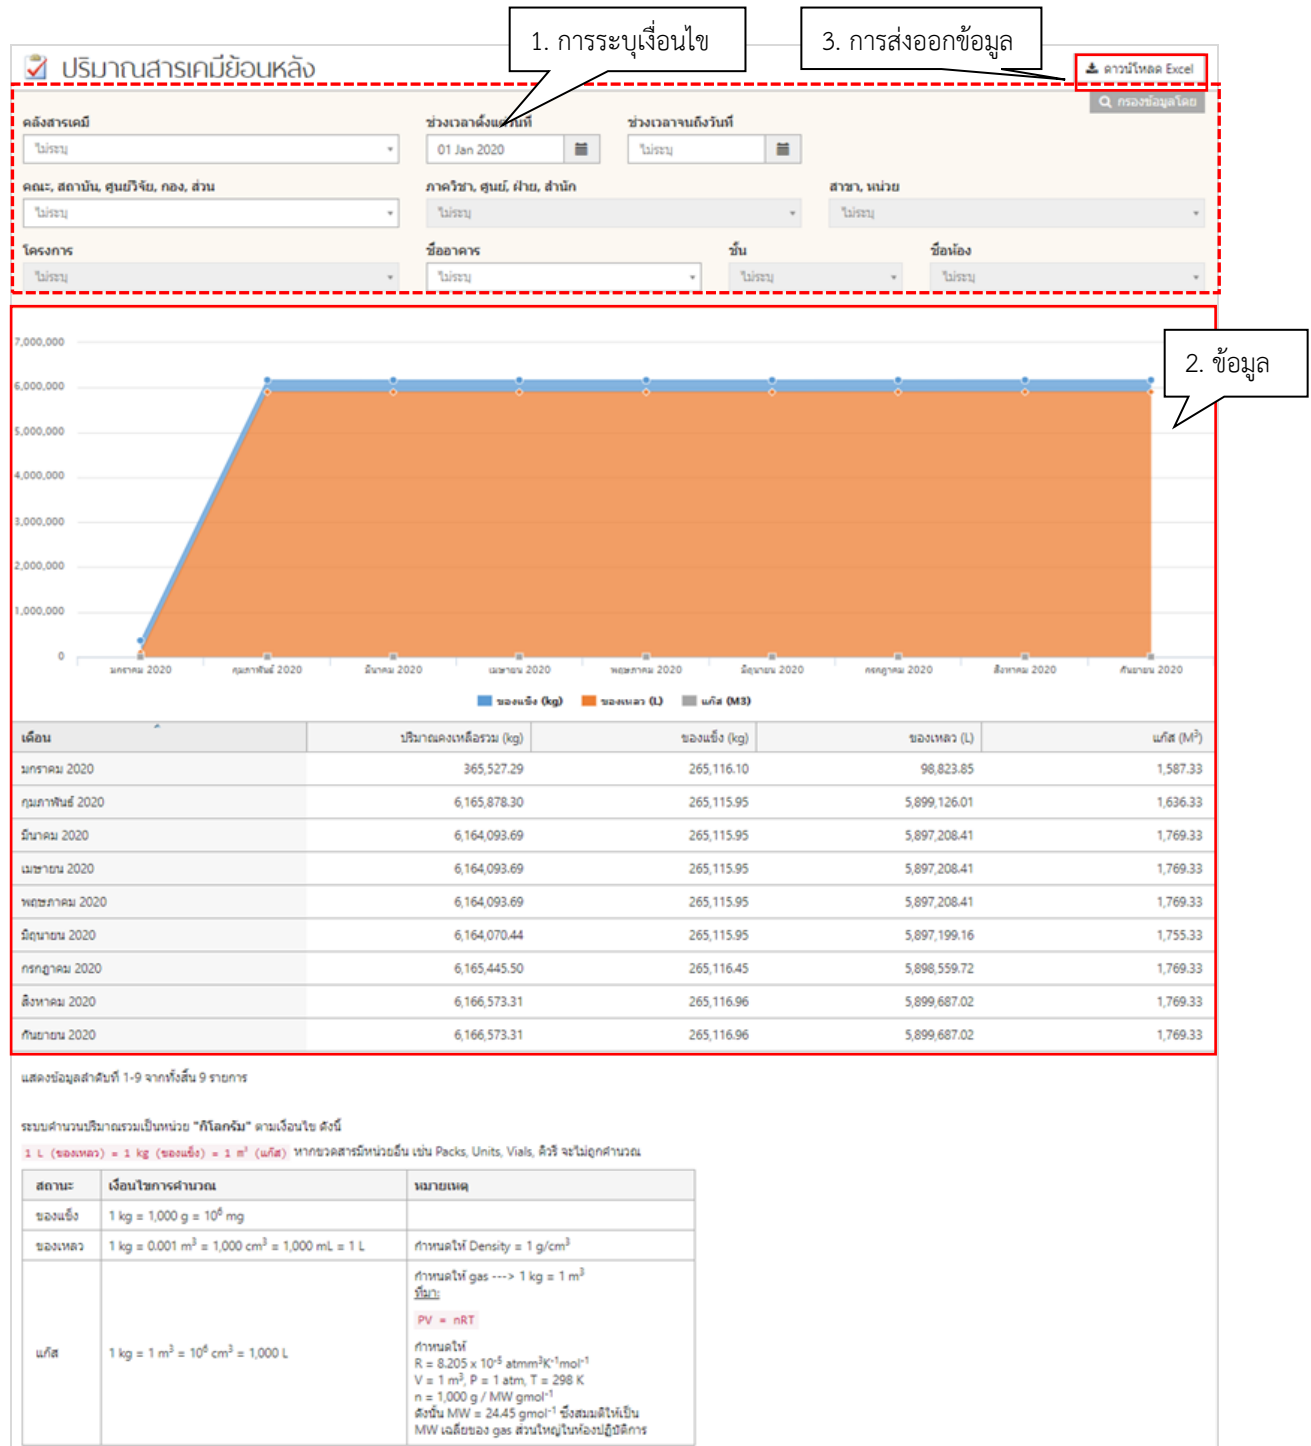 1. การระบุเงื่อนไข
3. การส่งออกข้อมูล
ปริมาณสารเคมีย้อนหลัง
ดาวน์โหลด Excel
กรองข้อมูลโดย
คลังสารเคมี ช่วงเวลาตั้งแต่วันที่ ช่วงเวลาจนถึงวันที่
ไม่ระบุ 01 Jan 2020 ไม่ระบุ
คณะ, สถาบัน, ศูนย์วิจัย, กอง, ส่วน ภาควิชา, ศูนย์, ฝ่าย, สำนัก สาขา, หน่วย
ไม่ระบุ ไม่ระบุ ไม่ระบุ
โครงการ ชื่ออาคาร ชั้น ชื่อห้อง
ไม่ระบุ ไม่ระบุ ไม่ระบุ ไม่ระบุ
2. ข้อมูล
7,000,000
6,000,000
5,000,000
4,000,000
3,000,000
2,000,000
1,000,000
0
มกราคม 2020 กุมภาพันธ์ 2020 มีนาคม 2020 เมษายน 2020 พฤษภาคม 2020 มิถุนายน 2020 กรกฎาคม 2020 สิงหาคม 2020 กันยายน 2020
ของแข็ง (kg) ของเหลว (L) แก๊ส (M3)
เดือน ปริมาณคงเหลือรวม (kg) ของแข็ง (kg) ของเหลว (L) แก๊ส (M³)
มกราคม 2020 365,527.29 265,116.10 98,823.85 1,587.33
กุมภาพันธ์ 2020 6,165,878.30 265,115.95 5,899,126.01 1,636.33
มีนาคม 2020 6,164,093.69 265,115.95 5,897,208.41 1,769.33
เมษายน 2020 6,164,093.69 265,115.95 5,897,208.41 1,769.33
พฤษภาคม 2020 6,164,093.69 265,115.95 5,897,208.41 1,769.33
มิถุนายน 2020 6,164,070.44 265,115.95 5,897,199.16 1,755.33
กรกฎาคม 2020 6,165,445.50 265,116.45 5,898,559.72 1,769.33
สิงหาคม 2020 6,166,573.31 265,116.96 5,899,687.02 1,769.33
กันยายน 2020 6,166,573.31 265,116.96 5,899,687.02 1,769.33
แสดงข้อมูลลำดับที่ 1-9 จากทั้งสิ้น 9 รายการ
ระบบคำนวนปริมาณรวมเป็นหน่วย "กิโลกรัม" ตามเงื่อนไข ดังนี้
1 L (ของเหลว) = 1 kg (ของแข็ง) = 1 m³ (แก๊ส) หากขวดสารมีหน่วยอื่น เช่น Packs, Units, Vials, คิวรี จะไม่ถูกคำนวณ
สถานะ เงื่อนไขการคำนวณ หมายเหตุ
ของแข็ง 1 kg = 1,000 g = 10⁶ mg
ของเหลว 1 kg = 0.001 m³ = 1,000 cm³ = 1,000 mL = 1 L กำหนดให้ Density = 1 g/cm³
แก๊ส 1 kg = 1 m³ = 10⁶ cm³ = 1,000 L
กำหนดให้ gas ---> 1 kg = 1 m³
ที่มา:
PV = nRT
กำหนดให้
R = 8.205 x 10⁻⁵ atmm³K⁻¹mol⁻¹
V = 1 m³, P = 1 atm, T = 298 K
n = 1,000 g / MW gmol⁻¹
ดังนั้น MW = 24.45 gmol⁻¹ ซึ่งสมมติให้เป็น
MW เฉลี่ยของ gas ส่วนใหญ่ในห้องปฏิบัติการ